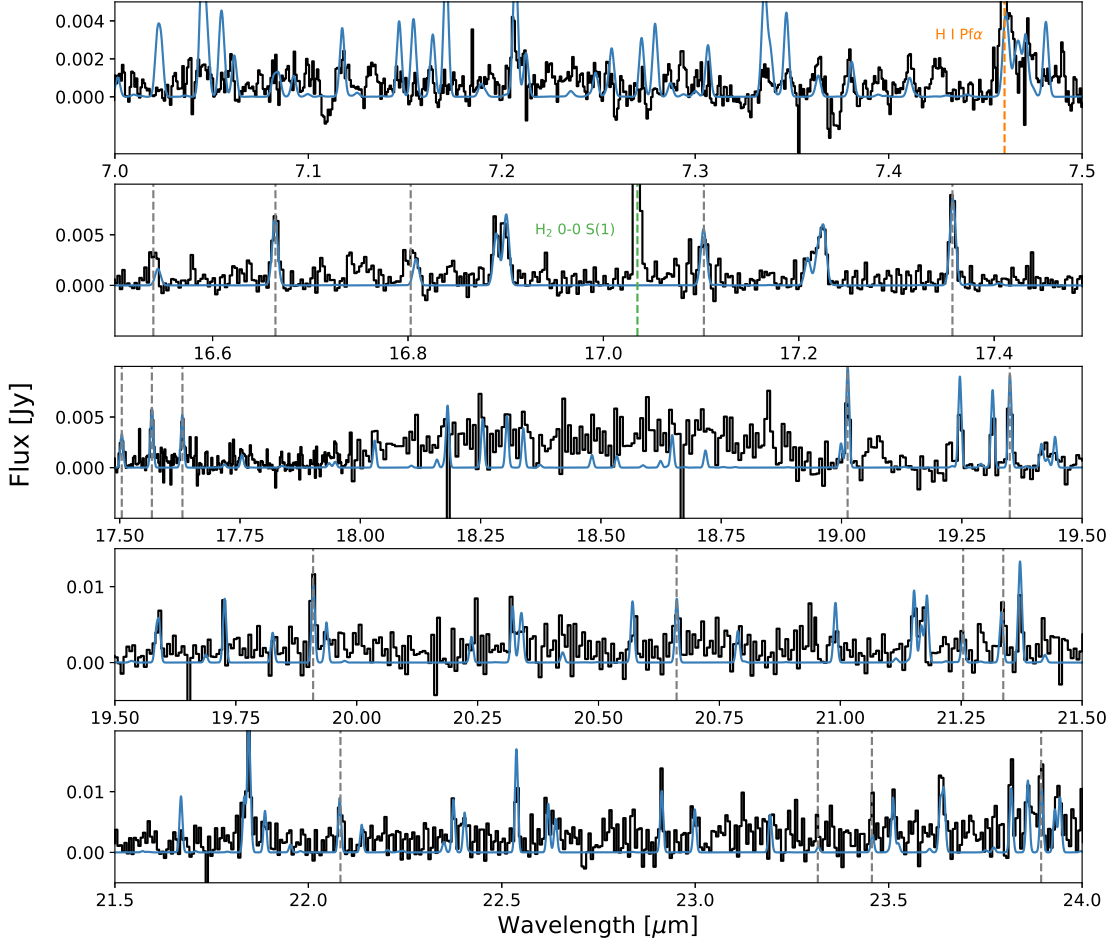 0.004
0.002
0.000
H I Pfα
7.0 7.1 7.2 7.3 7.4 7.5
0.005
0.000
H₂ 0-0 S(1)
16.6 16.8 17.0 17.2 17.4
0.005
0.000
17.50 17.75 18.00 18.25 18.50 18.75 19.00 19.25 19.50
0.01
0.00
19.50 19.75 20.00 20.25 20.50 20.75 21.00 21.25 21.50
0.01
0.00
21.5 22.0 22.5 23.0 23.5 24.0
Flux [Jy]
Wavelength [μm]